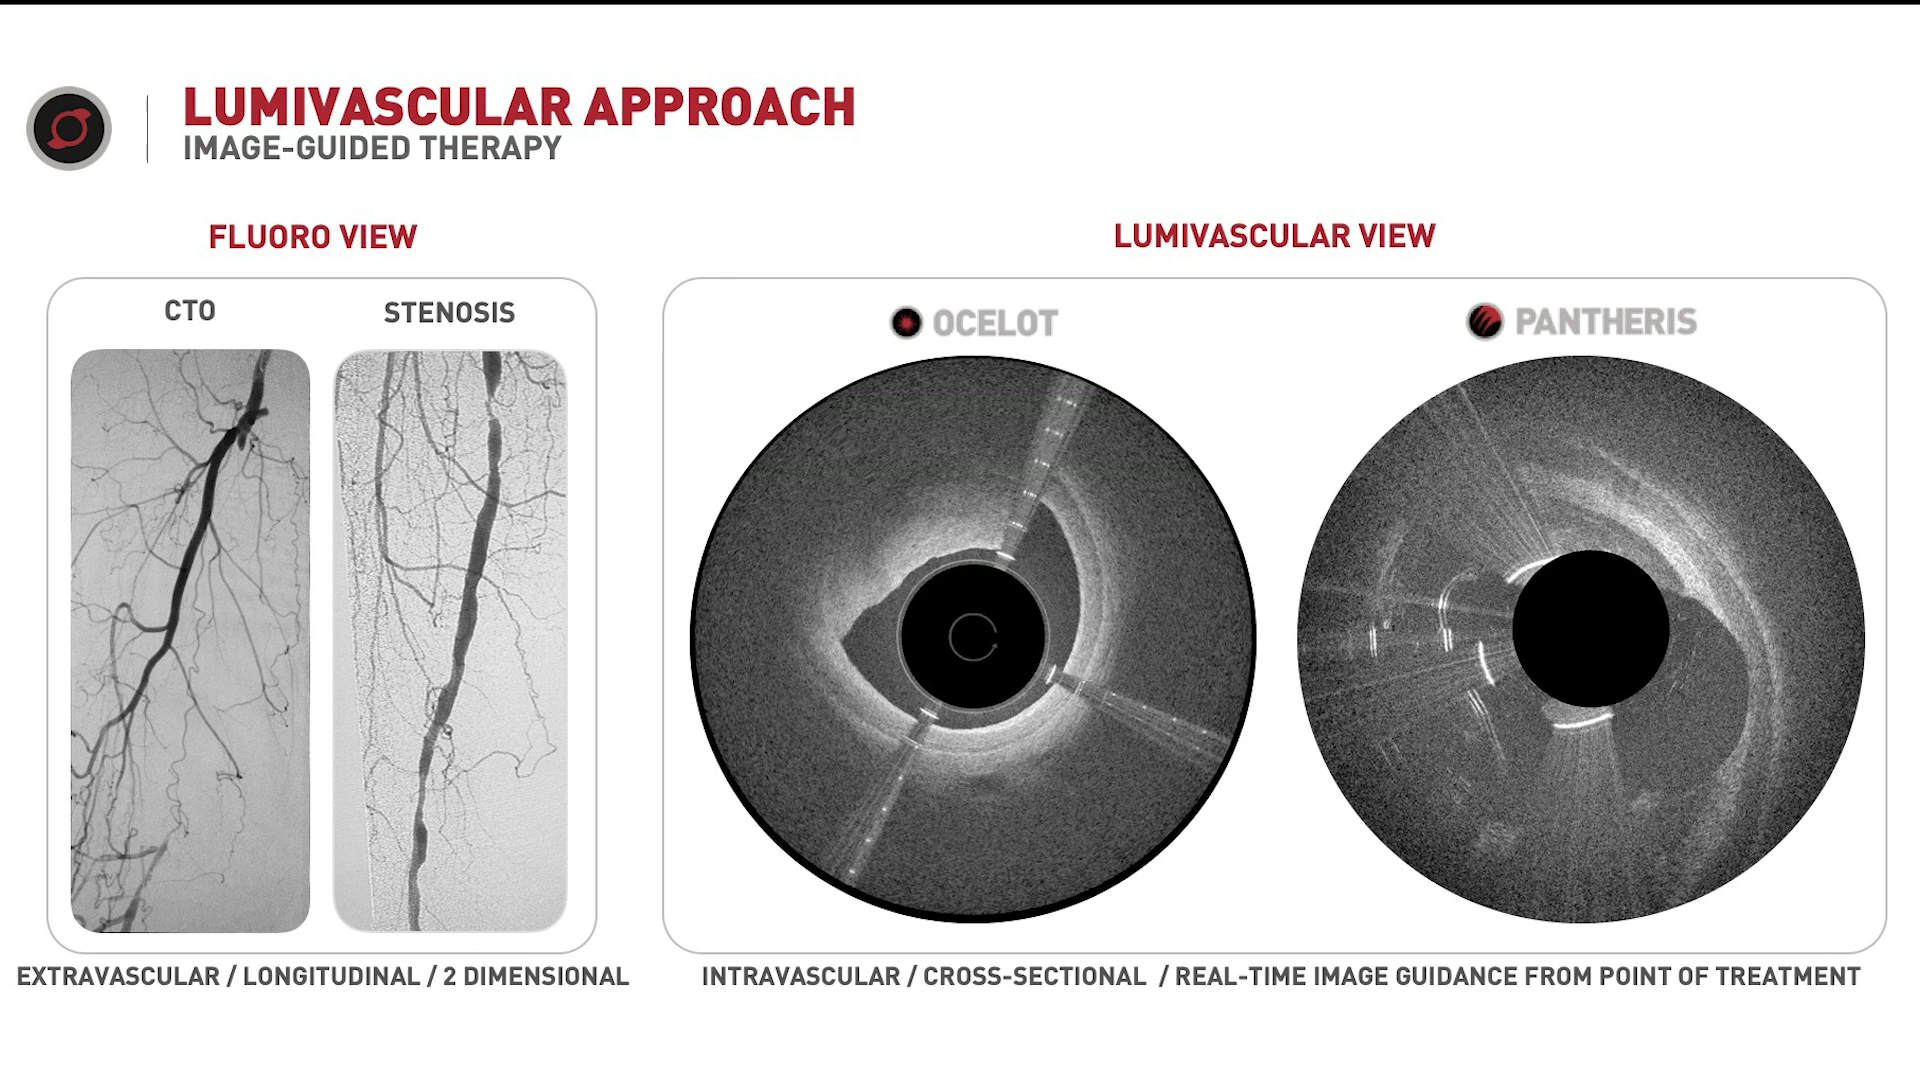 LUMIVASCULAR APPROACH
IMAGE-GUIDED THERAPY
FLUORO VIEW
CTO
STENOSIS
EXTRAVASCULAR / LONGITUDINAL / 2 DIMENSIONAL
LUMIVASCULAR VIEW
OCELOT
PANTHERIS
INTRAVASCULAR / CROSS-SECTIONAL / REAL-TIME IMAGE GUIDANCE FROM POINT OF TREATMENT